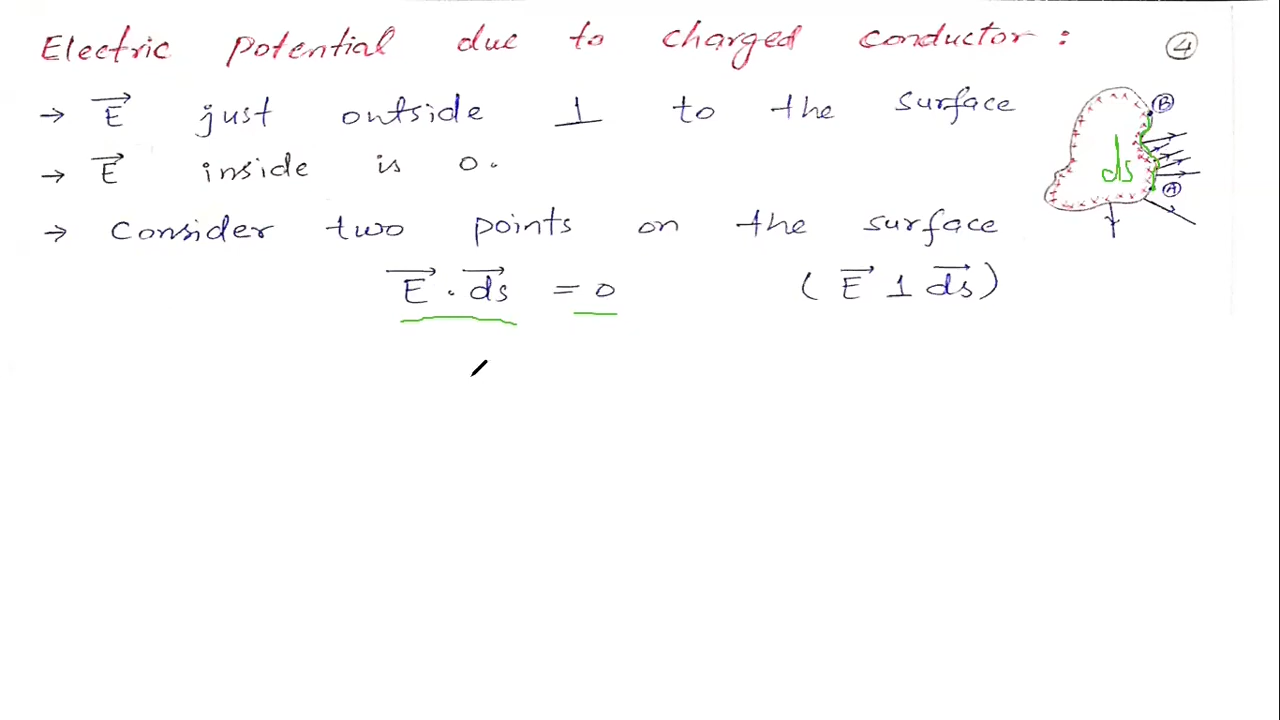 Electric potential due to charged conductor : ④
→ E⃗ just outside ⊥ to the surface
→ E⃗ inside is 0.
→ Consider two points on the surface
E⃗ . ds⃗ = 0 ( E⃗ ⊥ ds⃗ )
B
ds
A